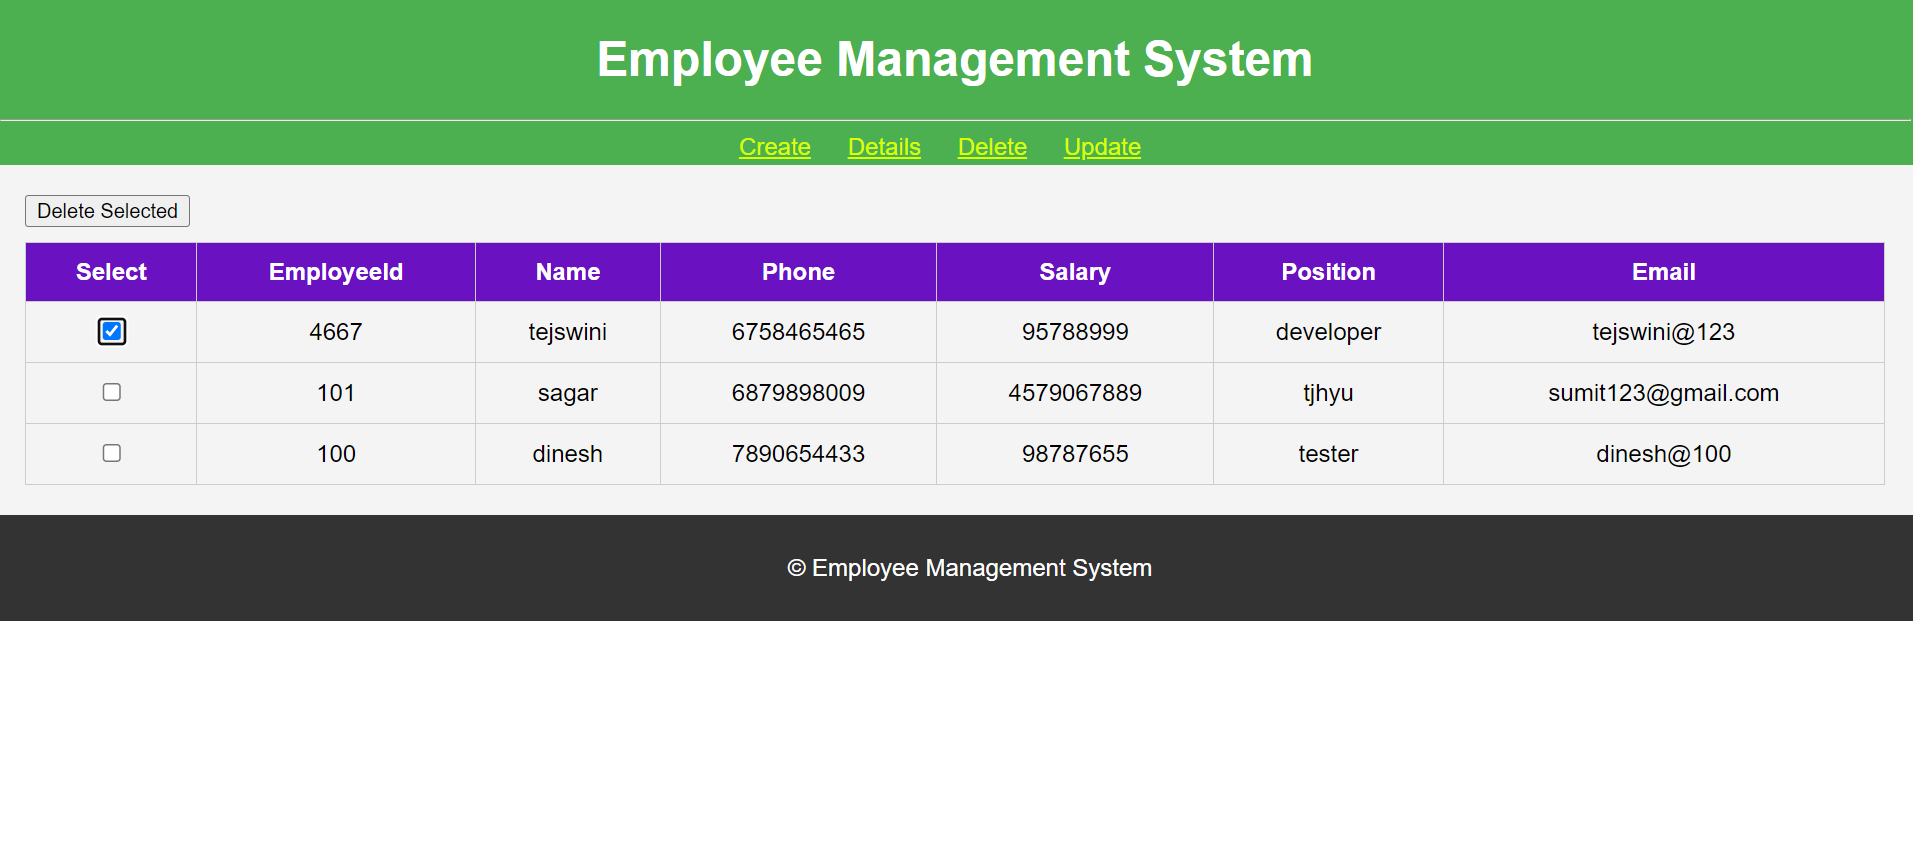 Employee Management System
Create Details Delete Update
Delete Selected
Select EmployeeId Name Phone Salary Position Email
4667 tejswini 6758465465 95788999 developer tejswini@123
101 sagar 6879898009 4579067889 tjhyu sumit123@gmail.com
100 dinesh 7890654433 98787655 tester dinesh@100
© Employee Management System